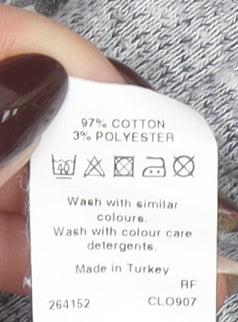 97% COTTON
3% POLYESTER
40
Wash with similar
colours.
Wash with colour care
detergents.
Made in Turkey
RF
264152 CLO907